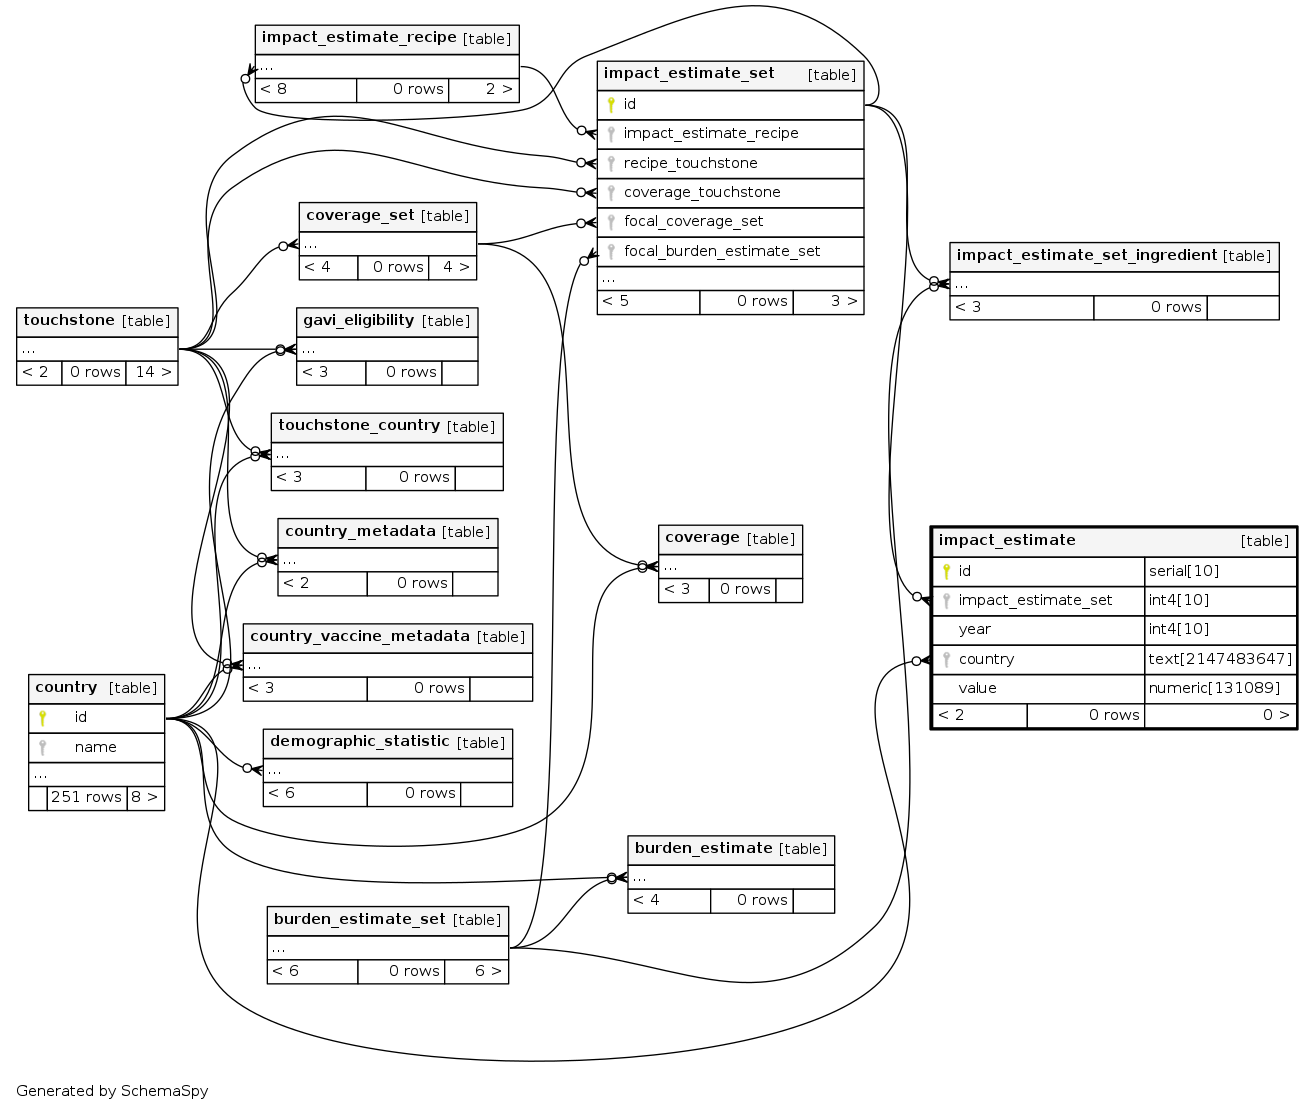 impact_estimate_recipe [table]
...
< 8 0 rows 2 >
impact_estimate_set [table]
id
impact_estimate_recipe
recipe_touchstone
coverage_touchstone
focal_coverage_set
focal_burden_estimate_set
...
< 5 0 rows 3 >
coverage_set [table]
...
< 4 0 rows 4 >
impact_estimate_set_ingredient [table]
...
< 3 0 rows
touchstone [table]
...
< 2 0 rows 14 >
gavi_eligibility [table]
...
< 3 0 rows
touchstone_country [table]
...
< 3 0 rows
country_metadata [table]
...
< 2 0 rows
coverage [table]
...
< 3 0 rows
impact_estimate [table]
id serial[10]
impact_estimate_set int4[10]
year int4[10]
country text[2147483647]
value numeric[131089]
< 2 0 rows 0 >
country_vaccine_metadata [table]
...
< 3 0 rows
country [table]
id
name
...
251 rows 8 >
demographic_statistic [table]
...
< 6 0 rows
burden_estimate [table]
...
< 4 0 rows
burden_estimate_set [table]
...
< 6 0 rows 6 >
Generated by SchemaSpy